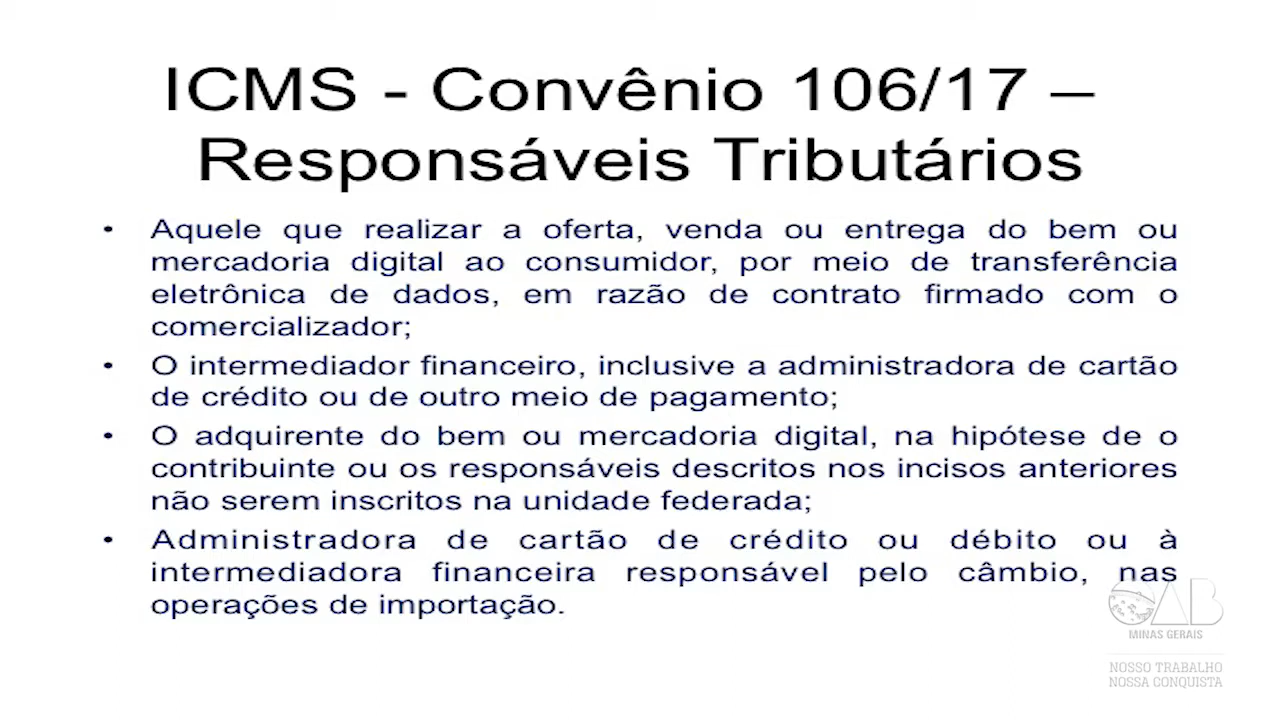 ICMS - Convênio 106/17 –
Responsáveis Tributários
• Aquele que realizar a oferta, venda ou entrega do bem ou
mercadoria digital ao consumidor, por meio de transferência
eletrônica de dados, em razão de contrato firmado com o
comercializador;
• O intermediador financeiro, inclusive a administradora de cartão
de crédito ou de outro meio de pagamento;
• O adquirente do bem ou mercadoria digital, na hipótese de o
contribuinte ou os responsáveis descritos nos incisos anteriores
não serem inscritos na unidade federada;
• Administradora de cartão de crédito ou débito ou à
intermediadora financeira responsável pelo câmbio, nas
operações de importação.
OAB
MINAS GERAIS
NOSSO TRABALHO
NOSSA CONQUISTA